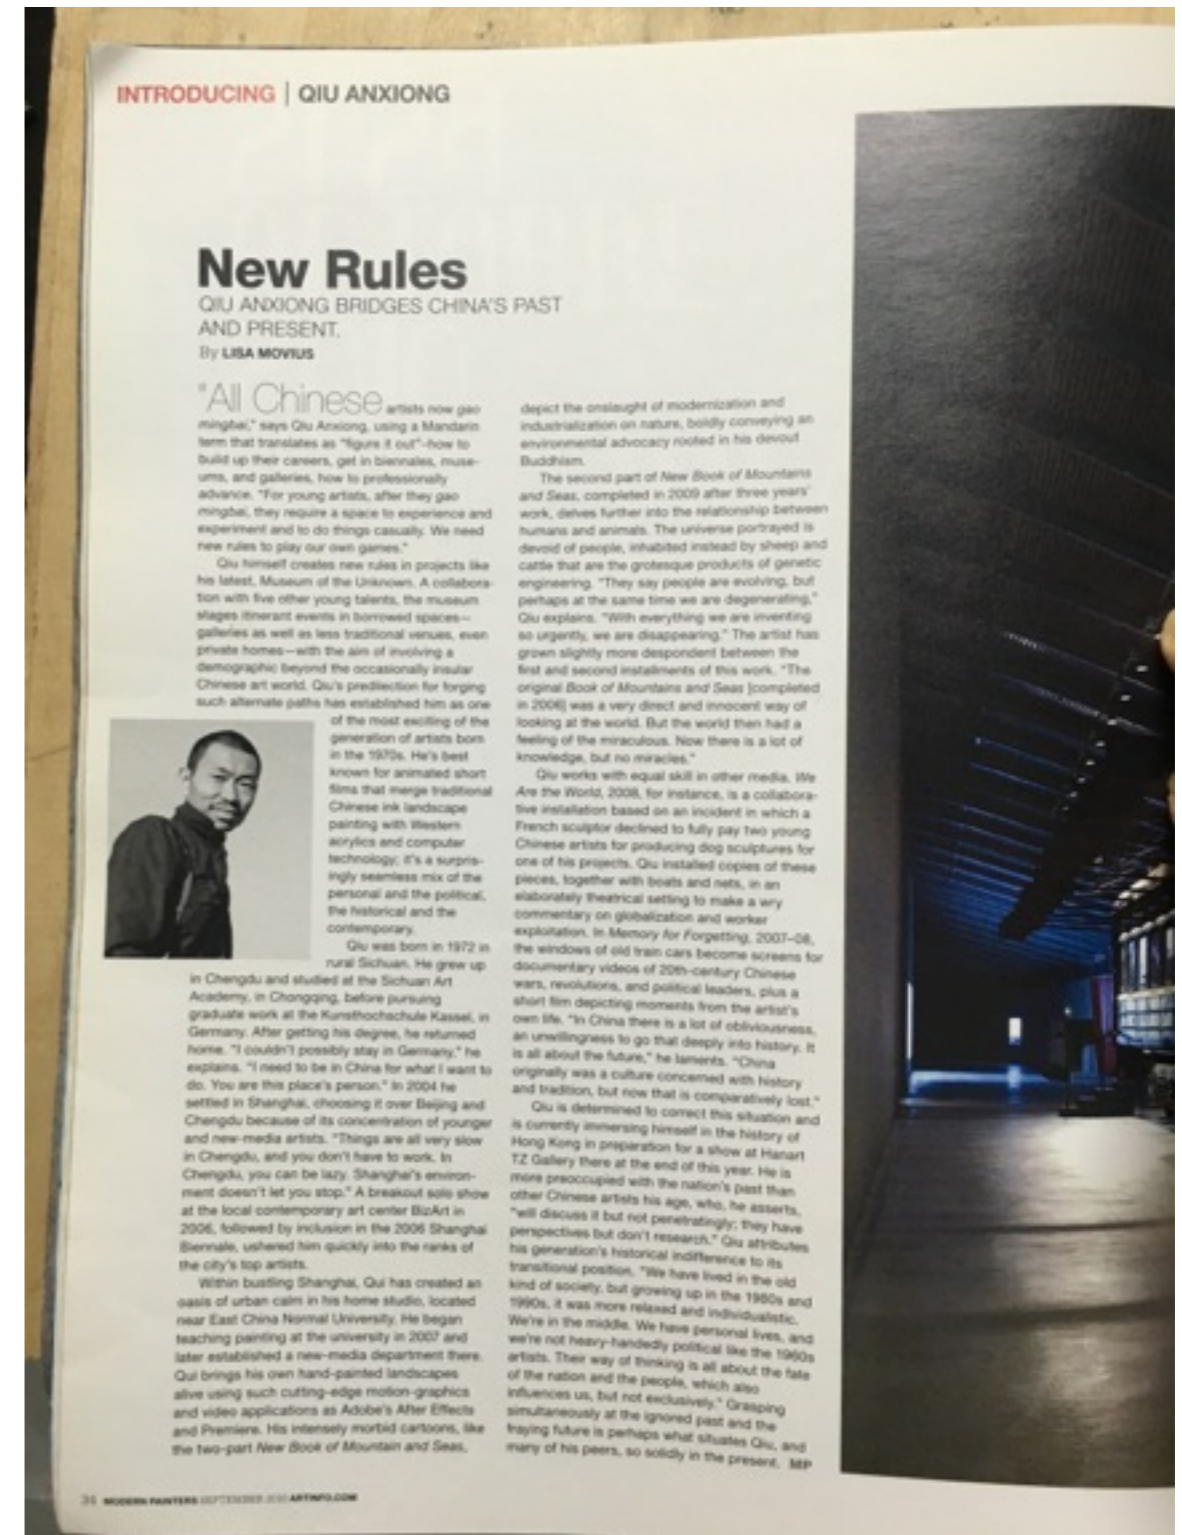 INTRODUCING | QIU ANXIONG
New Rules
QIU ANXIONG BRIDGES CHINA'S PAST
AND PRESENT.
By LISA MOVIUS
"All Chinese artists now gao
mingbai," says Qiu Anxiong, using a Mandarin
term that translates as "figure it out"–how to
build up their careers, get in biennales, muse-
ums, and galleries, how to professionally
advance. "For young artists, after they gao
mingbai, they require a space to experience and
experiment and to do things casually. We need
new rules to play our own games."
Qiu himself creates new rules in projects like
his latest, Museum of the Unknown. A collabora-
tion with five other young talents, the museum
stages itinerant events in borrowed spaces—
galleries as well as less traditional venues, even
private homes—with the aim of involving a
demographic beyond the occasionally insular
Chinese art world. Qiu's predilection for forging
such alternate paths has established him as one
of the most exciting of the
generation of artists born
in the 1970s. He's best
known for animated short
films that merge traditional
Chinese ink landscape
painting with Western
acrylics and computer
technology; it's a surpris-
ingly seamless mix of the
personal and the political,
the historical and the
contemporary.
Qiu was born in 1972 in
rural Sichuan. He grew up
in Chengdu and studied at the Sichuan Art
Academy, in Chongqing, before pursuing
graduate work at the Kunsthochschule Kassel, in
Germany. After getting his degree, he returned
home. "I couldn't possibly stay in Germany," he
explains. "I need to be in China for what I want to
do. You are this place's person." In 2004 he
settled in Shanghai, choosing it over Beijing and
Chengdu because of its concentration of younger
and new-media artists. "Things are all very slow
in Chengdu, and you don't have to work. In
Chengdu, you can be lazy. Shanghai's environ-
ment doesn't let you stop." A breakout solo show
at the local contemporary art center BizArt in
2006, followed by inclusion in the 2006 Shanghai
Biennale, ushered him quickly into the ranks of
the city's top artists.
Within bustling Shanghai, Qui has created an
oasis of urban calm in his home studio, located
near East China Normal University. He began
teaching painting at the university in 2007 and
later established a new-media department there.
Qui brings his own hand-painted landscapes
alive using such cutting-edge motion-graphics
and video applications as Adobe's After Effects
and Premiere. His intensely morbid cartoons, like
the two-part New Book of Mountain and Seas,
depict the onslaught of modernization and
industrialization on nature, boldly conveying an
environmental advocacy rooted in his devout
Buddhism.
The second part of New Book of Mountains
and Seas, completed in 2009 after three years'
work, delves further into the relationship between
humans and animals. The universe portrayed is
devoid of people, inhabited instead by sheep and
cattle that are the grotesque products of genetic
engineering. "They say people are evolving, but
perhaps at the same time we are degenerating,"
Qiu explains. "With everything we are inventing
so urgently, we are disappearing." The artist has
grown slightly more despondent between the
first and second installments of this work. "The
original Book of Mountains and Seas [completed
in 2006] was a very direct and innocent way of
looking at the world. But the world then had a
feeling of the miraculous. Now there is a lot of
knowledge, but no miracles."
Qiu works with equal skill in other media. We
Are the World, 2008, for instance, is a collabora-
tive installation based on an incident in which a
French sculptor declined to fully pay two young
Chinese artists for producing dog sculptures for
one of his projects. Qiu installed copies of these
pieces, together with boats and nets, in an
elaborately theatrical setting to make a wry
commentary on globalization and worker
exploitation. In Memory for Forgetting, 2007–08,
the windows of old train cars become screens for
documentary videos of 20th-century Chinese
wars, revolutions, and political leaders, plus a
short film depicting moments from the artist's
own life. "In China there is a lot of obliviousness,
an unwillingness to go that deeply into history. It
is all about the future," he laments. "China
originally was a culture concerned with history
and tradition, but now that is comparatively lost."
Qiu is determined to correct this situation and
is currently immersing himself in the history of
Hong Kong in preparation for a show at Hanart
TZ Gallery there at the end of this year. He is
more preoccupied with the nation's past than
other Chinese artists his age, who, he asserts,
"will discuss it but not penetratingly; they have
perspectives but don't research." Qiu attributes
his generation's historical indifference to its
transitional position. "We have lived in the old
kind of society, but growing up in the 1980s and
1990s, it was more relaxed and individualistic.
We're in the middle. We have personal lives, and
we're not heavy-handedly political like the 1960s
artists. Their way of thinking is all about the fate
of the nation and the people, which also
influences us, but not exclusively." Grasping
simultaneously at the ignored past and the
fraying future is perhaps what situates Qiu, and
many of his peers, so solidly in the present. MP
34 MODERN PAINTERS SEPTEMBER 2010 ARTINFO.COM